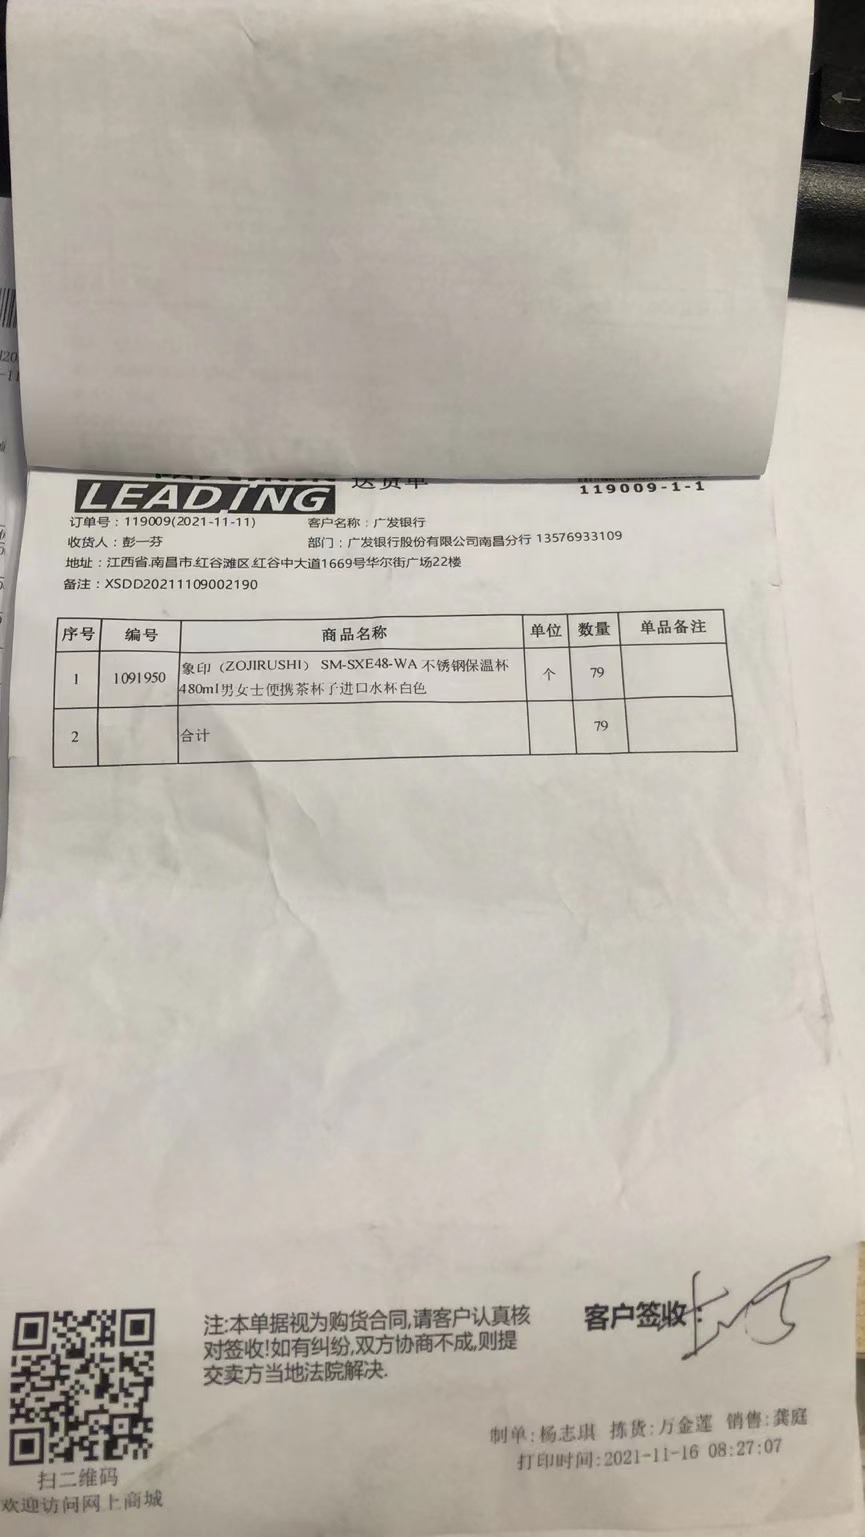 LEADING 送货单
119009-1-1
订单号：119009(2021-11-11) 客户名称：广发银行
收货人：彭一芬 部门：广发银行股份有限公司南昌分行 13576933109
地址：江西省.南昌市.红谷滩区.红谷中大道1669号华尔街广场22楼
备注：XSDD20211109002190
序号 编号 商品名称 单位 数量 单品备注
1 1091950 象印（ZOJIRUSHI） SM-SXE48-WA 不锈钢保温杯 个 79
480ml男女士便携茶杯子进口水杯白色
2 合计 79
注:本单据视为购货合同,请客户认真核
对签收!如有纠纷,双方协商不成,则提
交卖方当地法院解决.
客户签收：
制单:杨志琪 拣货:万金莲 销售:龚庭
打印时间:2021-11-16 08:27:07
扫二维码
欢迎访问网上商城